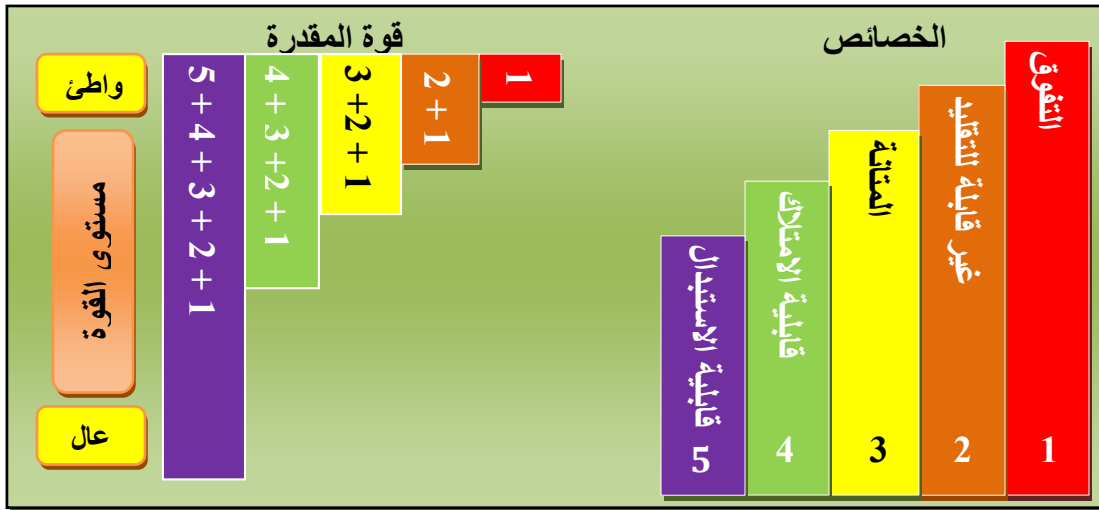 الخصائص
التفوق
1
غير قابلة للتقليد
2
المتانة
3
قابلية الامتلاك
4
قابلية الاستبدال
5
قوة المقدرة
1
2 + 1
3 +2 + 1
4 + 3 +2 + 1
5 + 4 + 3 + 2 + 1
واطئ
مستوى القوة
عال